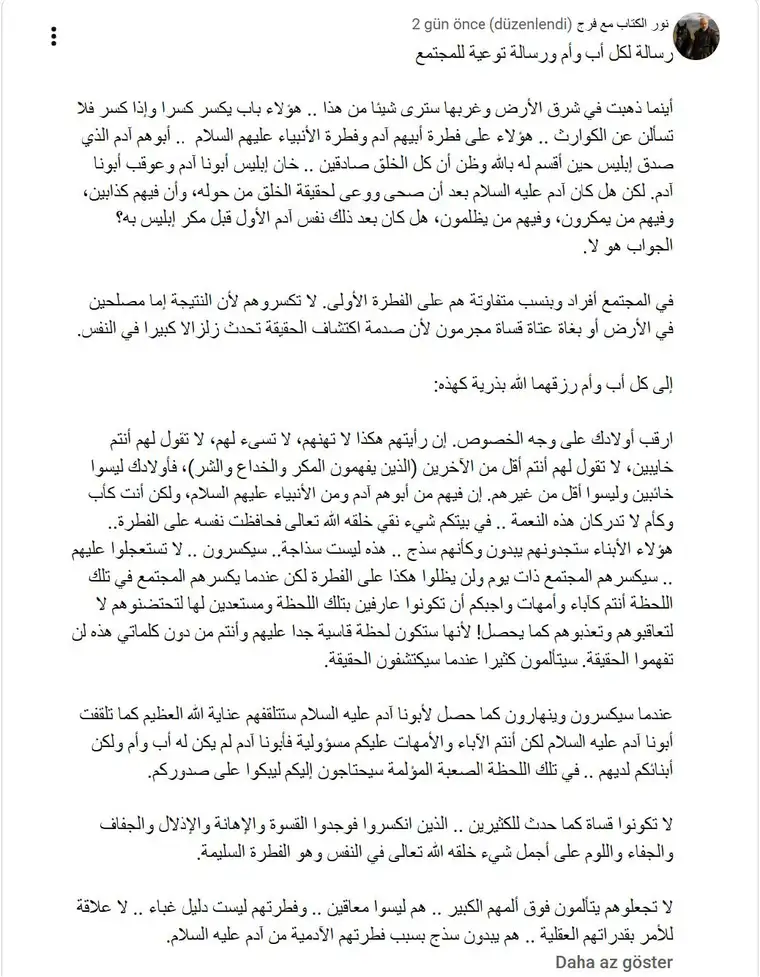 نور الكتاب مع فرج 2 gün önce (düzenlendi)
رسالة لكل أب وأم ورسالة توعية للمجتمع
أينما ذهبت في شرق الأرض وغربها سترى شيئا من هذا .. هؤلاء باب يكسر كسرا وإذا كسر فلا
تسألن عن الكوارث .. هؤلاء على فطرة أبيهم آدم وفطرة الأنبياء عليهم السلام .. أبوهم آدم الذي
صدق إبليس حين أقسم له بالله وظن أن كل الخلق صادقين .. خان إبليس أبونا آدم وعوقب أبونا
آدم. لكن هل كان آدم عليه السلام بعد أن صحى ووعى لحقيقة الخلق من حوله، وأن فيهم كذابين،
وفيهم من يمكرون، وفيهم من يظلمون، هل كان بعد ذلك نفس آدم الأول قبل مكر إبليس به؟
الجواب هو لا.
في المجتمع أفراد وبنسب متفاوتة هم على الفطرة الأولى. لا تكسروهم لأن النتيجة إما مصلحين
في الأرض أو بغاة عتاة قساة مجرمون لأن صدمة اكتشاف الحقيقة تحدث زلزالا كبيرا في النفس.
إلى كل أب وأم رزقهما الله بذرية كهذه:
ارقب أولادك على وجه الخصوص. إن رأيتهم هكذا لا تهنهم، لا تسيء لهم، لا تقول لهم أنتم
خايبين، لا تقول لهم أنتم أقل من الآخرين (الذين يفهمون المكر والخداع والشر)، فأولادك ليسوا
خائبين وليسوا أقل من غيرهم. إن فيهم من أبوهم آدم ومن الأنبياء عليهم السلام، ولكن أنت كأب
وكأم لا تدركان هذه النعمة .. في بيتكم شيء نقي خلقه الله تعالى فحافظت نفسه على الفطرة..
هؤلاء الأبناء ستجدونهم يبدون وكأنهم سذج .. هذه ليست سذاجة.. سيكسرون .. لا تستعجلوا عليهم
.. سيكسرهم المجتمع ذات يوم ولن يظلوا هكذا على الفطرة لكن عندما يكسرهم المجتمع في تلك
اللحظة أنتم كآباء وأمهات واجبكم أن تكونوا عارفين بتلك اللحظة ومستعدين لها لتحتضنوهم لا
لتعاقبوهم وتعذبوهم كما يحصل! لأنها ستكون لحظة قاسية جدا عليهم وأنتم من دون كلماتي هذه لن
تفهموا الحقيقة. سيتألمون كثيرا عندما سيكتشفون الحقيقة.
عندما سيكسرون وينهارون كما حصل لأبونا آدم عليه السلام ستتلقفهم عناية الله العظيم كما تلقفت
أبونا آدم عليه السلام لكن أنتم الآباء والأمهات عليكم مسؤولية فأبونا آدم لم يكن له أب وأم ولكن
أبنائكم لديهم .. في تلك اللحظة الصعبة المؤلمة سيحتاجون إليكم ليبكوا على صدوركم.
لا تكونوا قساة كما حدث للكثيرين .. الذين انكسروا فوجدوا القسوة والإهانة والإذلال والجفاف
والجفاء واللوم على أجمل شيء خلقه الله تعالى في النفس وهو الفطرة السليمة.
لا تجعلوهم يتألمون فوق ألمهم الكبير .. هم ليسوا معاقين .. وفطرتهم ليست دليل غباء .. لا علاقة
للأمر بقدراتهم العقلية .. هم يبدون سذج بسبب فطرتهم الآدمية من آدم عليه السلام.
Daha az göster